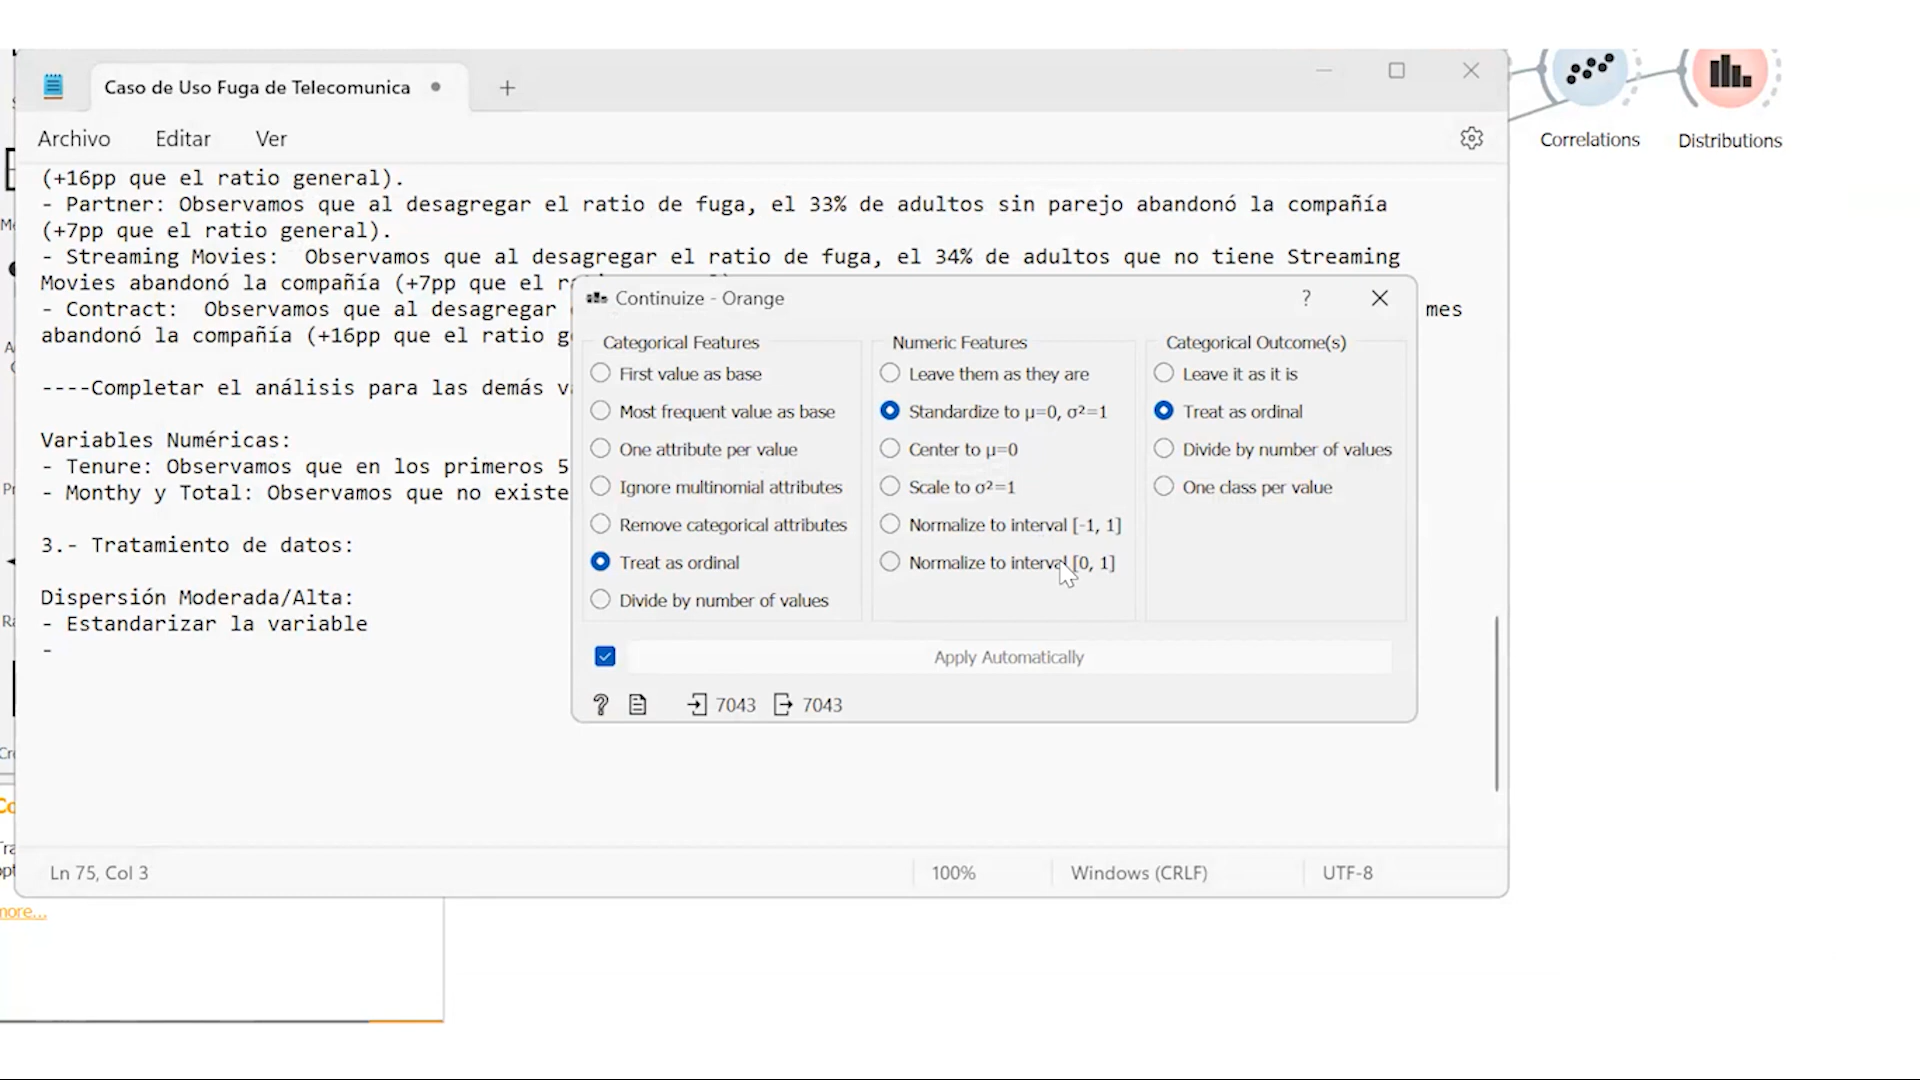 Caso de Uso Fuga de Telecomunica
Archivo Editar Ver
(+16pp que el ratio general).
- Partner: Observamos que al desagregar el ratio de fuga, el 33% de adultos sin parejo abandonó la compañía
(+7pp que el ratio general).
- Streaming Movies:  Observamos que al desagregar el ratio de fuga, el 34% de adultos que no tiene Streaming
Movies abandonó la compañía (+7pp que el
- Contract:  Observamos que al desagregar mes
abandonó la compañía (+16pp que el ratio
----Completar el análisis para las demás
Variables Numéricas:
- Tenure: Observamos que en los primeros 5
- Monthy y Total: Observamos que no existe
3.- Tratamiento de datos:
Dispersión Moderada/Alta:
- Estandarizar la variable
-
Ln 75, Col 3 100% Windows (CRLF) UTF-8
Continuize - Orange ?
Categorical Features
First value as base
Most frequent value as base
One attribute per value
Ignore multinomial attributes
Remove categorical attributes
Treat as ordinal
Divide by number of values
Numeric Features
Leave them as they are
Standardize to μ=0, σ²=1
Center to μ=0
Scale to σ²=1
Normalize to interval [-1, 1]
Normalize to interval [0, 1]
Categorical Outcome(s)
Leave it as it is
Treat as ordinal
Divide by number of values
One class per value
Apply Automatically
? 7043 7043
Correlations
Distributions
more...